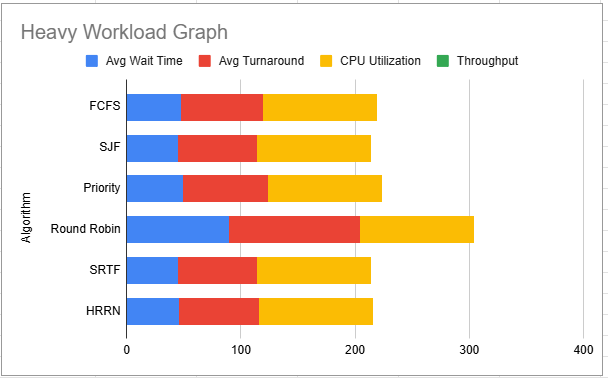 Heavy Workload Graph
Avg Wait Time Avg Turnaround CPU Utilization Throughput
Algorithm
FCFS
SJF
Priority
Round Robin
SRTF
HRRN
0 100 200 300 400